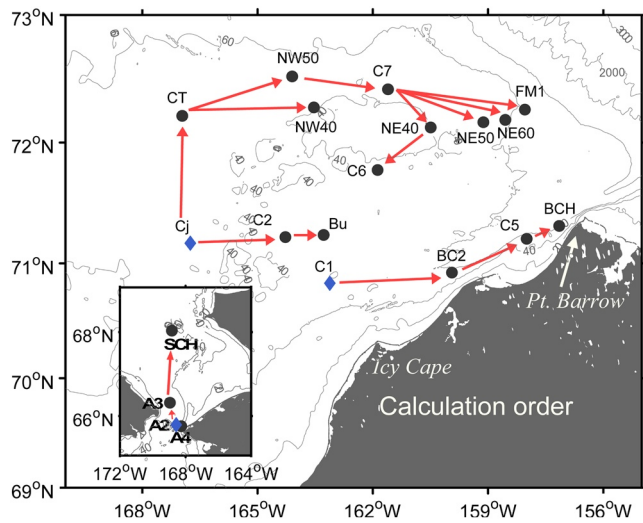 73°N
72°N
71°N
70°N
69°N
168°W
165°W
162°W
159°W
156°W
60
3000
2000
NW50
C7
CT
FM1
NW40
NE40
NE50
NE60
40
C6
40
40
Cj
C2
Bu
C5
BCH
C1
BC2
40
Pt. Barrow
Icy Cape
Calculation order
68°N
66°N
SCH
A3
A2
A4
40
172°W
168°W
164°W